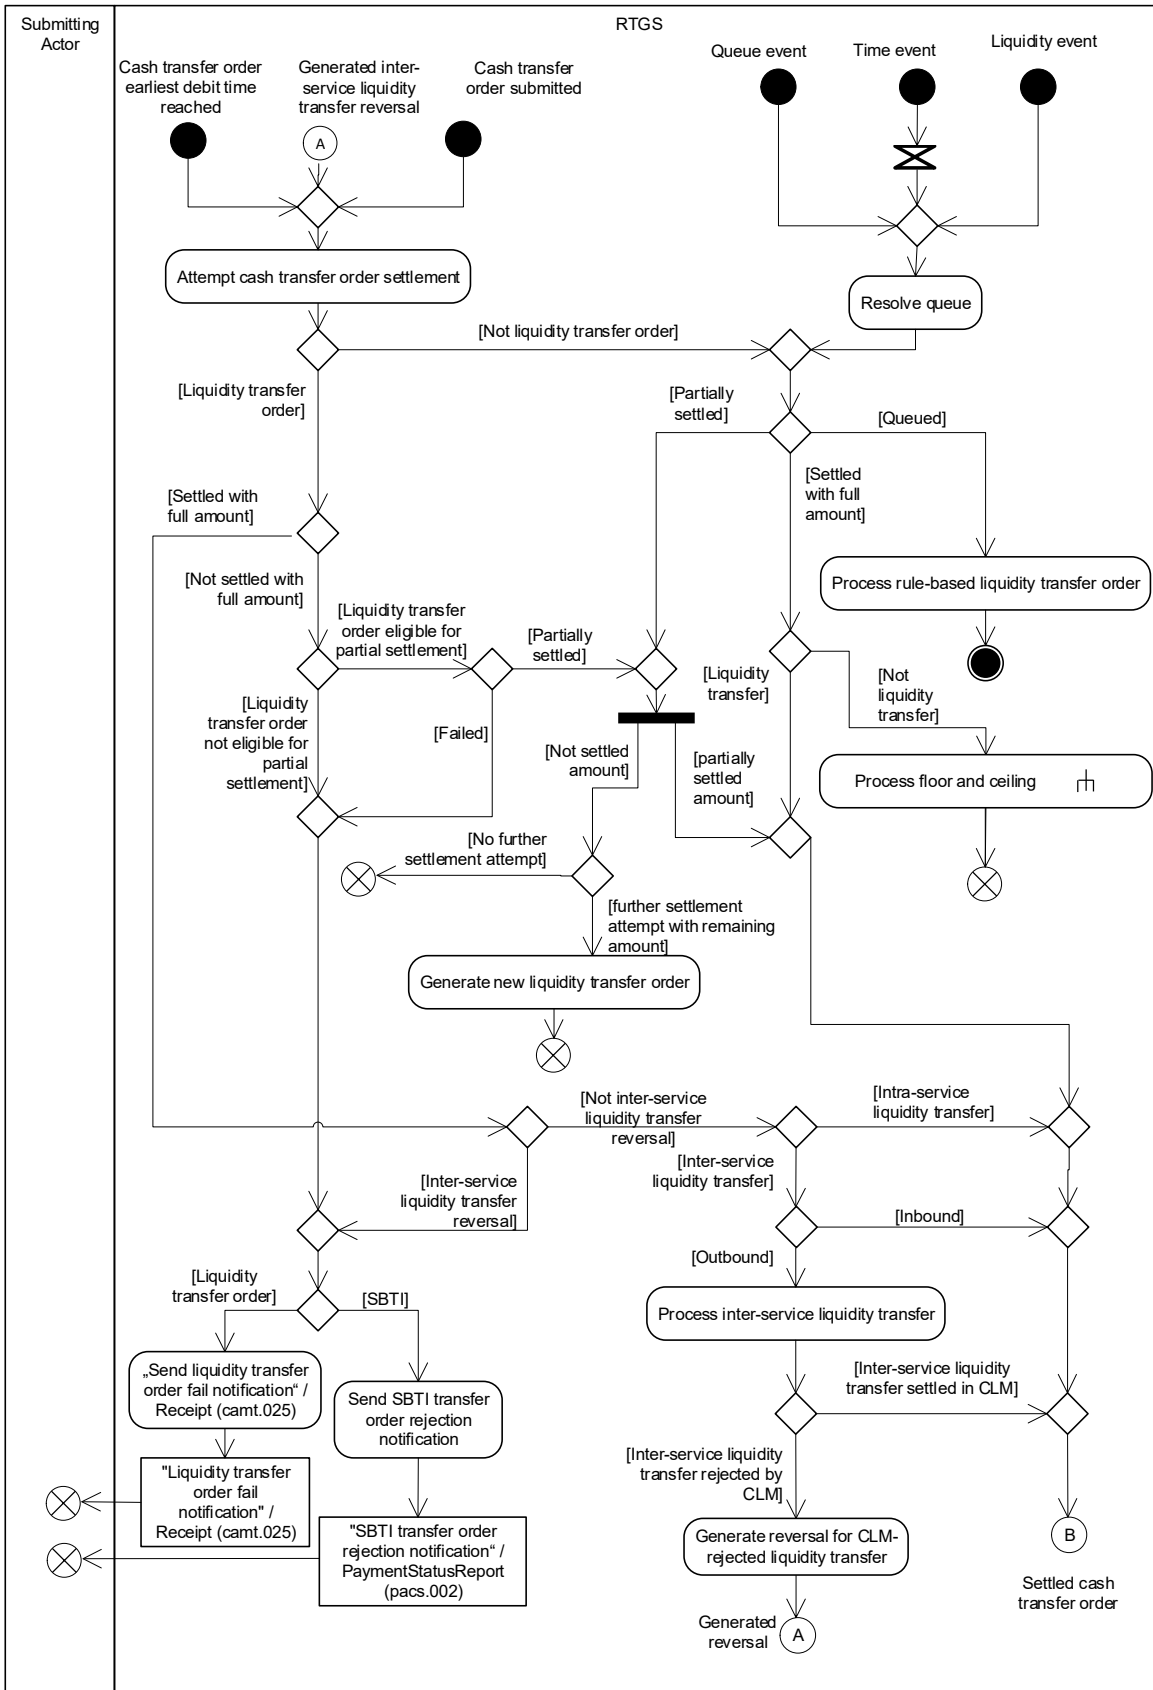 Submitting
Actor
RTGS
Cash transfer order
earliest debit time
reached
Generated inter-
service liquidity
transfer reversal
Cash transfer
order submitted
Queue event
Time event
Liquidity event
A
Attempt cash transfer order settlement
Resolve queue
[Not liquidity transfer order]
[Liquidity transfer
order]
[Partially
settled]
[Queued]
[Settled
with full
amount]
[Settled with
full amount]
[Not settled with
full amount]
Process rule-based liquidity transfer order
[Liquidity transfer
order eligible for
partial settlement]
[Partially
settled]
[Liquidity
transfer]
[Not
liquidity
transfer]
[Liquidity
transfer order
not eligible for
partial
settlement]
[Failed]
[Not settled
amount]
[partially
settled
amount]
Process floor and ceiling
[No further
settlement attempt]
[further settlement
attempt with remaining
amount]
Generate new liquidity transfer order
[Not inter-service
liquidity transfer
reversal]
[Intra-service
liquidity transfer]
[Inter-service
liquidity transfer
reversal]
[Inter-service
liquidity transfer]
[Inbound]
[Outbound]
[Liquidity
transfer order]
[SBTI]
Process inter-service liquidity transfer
„Send liquidity transfer
order fail notification“ /
Receipt (camt.025)
Send SBTI transfer
order rejection
notification
[Inter-service liquidity
transfer settled in CLM]
[Inter-service liquidity
transfer rejected by
CLM]
"Liquidity transfer
order fail
notification" /
Receipt (camt.025)
"SBTI transfer order
rejection notification“ /
PaymentStatusReport
(pacs.002)
Generate reversal for CLM-
rejected liquidity transfer
B
Settled cash
transfer order
Generated
reversal
A